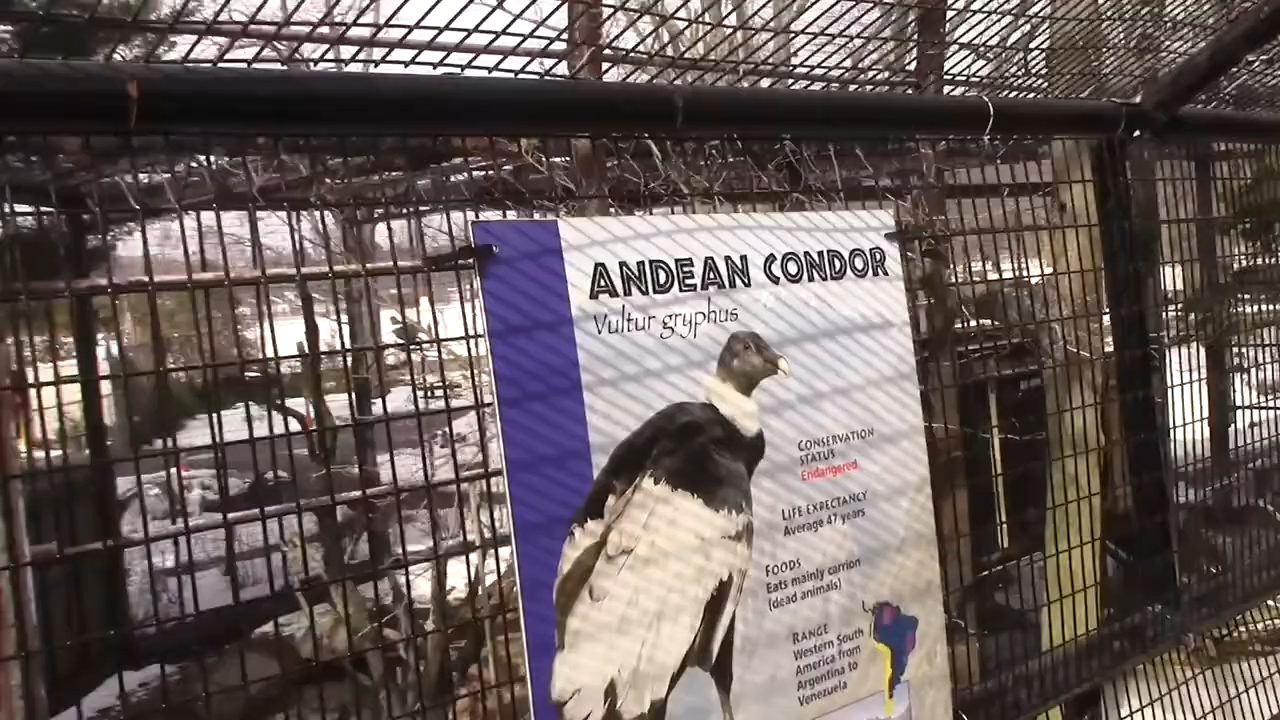 ANDEAN CONDOR
Vultur gryphus
CONSERVATION
STATUS
Endangered
LIFE EXPECTANCY
Average 47 years
FOODS
Eats mainly carrion
(dead animals)
RANGE
Western South
America from
Argentina to
Venezuela